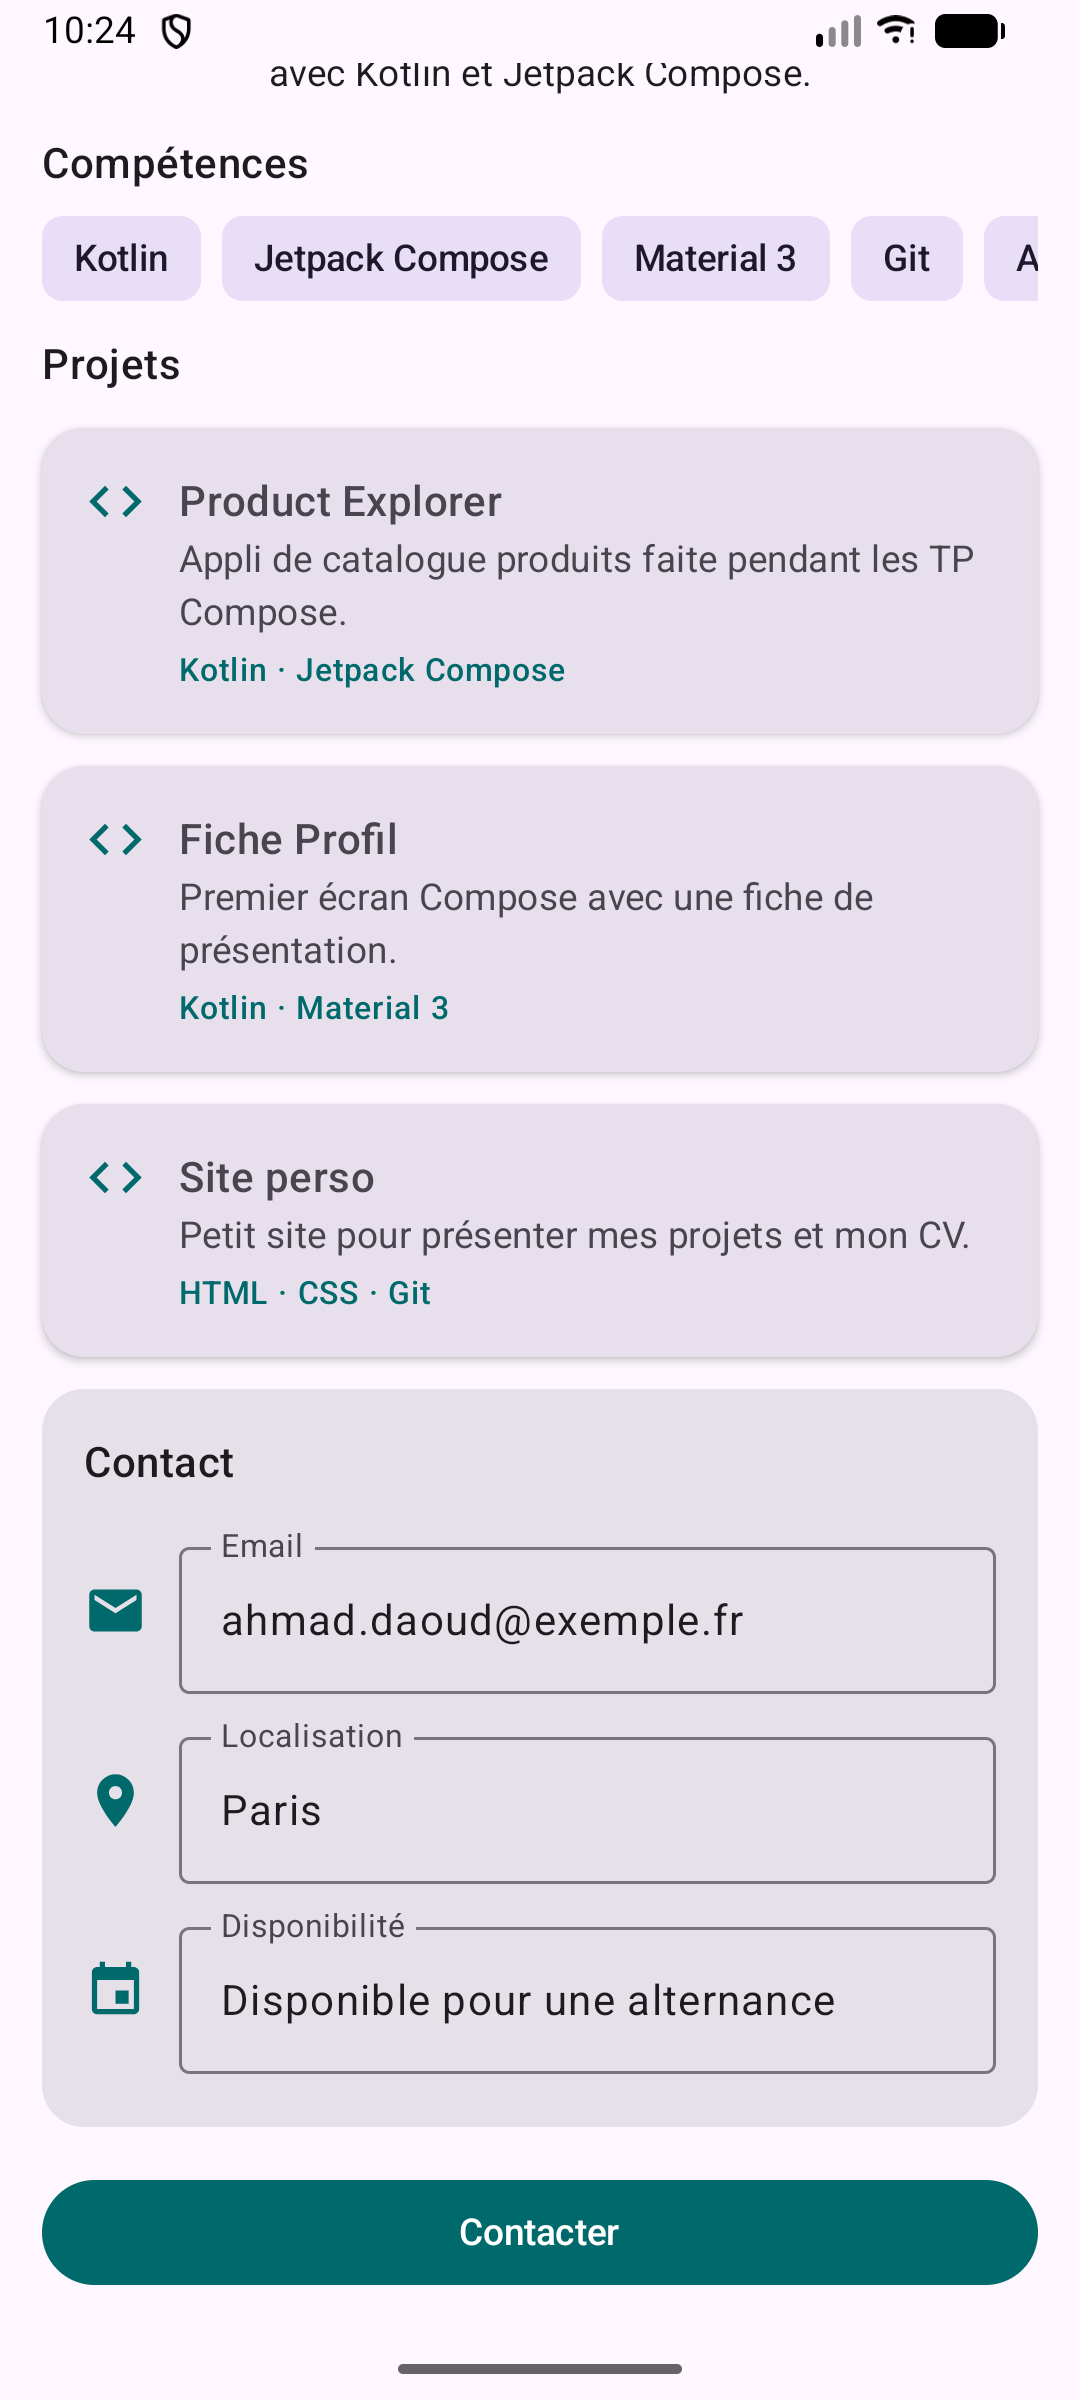 10:24
avec Kotlin et Jetpack Compose.
Compétences
Kotlin
Jetpack Compose
Material 3
Git
A
Projets
Product Explorer
Appli de catalogue produits faite pendant les TP
Compose.
Kotlin · Jetpack Compose
Fiche Profil
Premier écran Compose avec une fiche de
présentation.
Kotlin · Material 3
Site perso
Petit site pour présenter mes projets et mon CV.
HTML · CSS · Git
Contact
Email
ahmad.daoud@exemple.fr
Localisation
Paris
Disponibilité
Disponible pour une alternance
Contacter